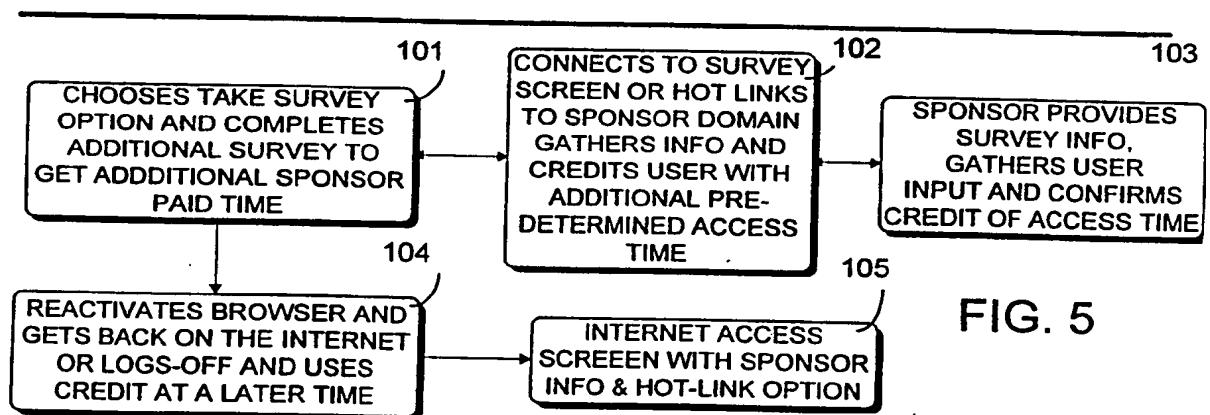 101
CHOOSES TAKE SURVEY
OPTION AND COMPLETES
ADDITIONAL SURVEY TO
GET ADDDITIONAL SPONSOR
PAID TIME
102
CONNECTS TO SURVEY
SCREEN OR HOT LINKS
TO SPONSOR DOMAIN
GATHERS INFO AND
CREDITS USER WITH
ADDITIONAL PRE-
DETERMINED ACCESS
TIME
103
SPONSOR PROVIDES
SURVEY INFO,
GATHERS USER
INPUT AND CONFIRMS
CREDIT OF ACCESS TIME
104
REACTIVATES BROWSER AND
GETS BACK ON THE INTERNET
OR LOGS-OFF AND USES
CREDIT AT A LATER TIME
105
INTERNET ACCESS
SCREEEN WITH SPONSOR
INFO & HOT-LINK OPTION
FIG. 5